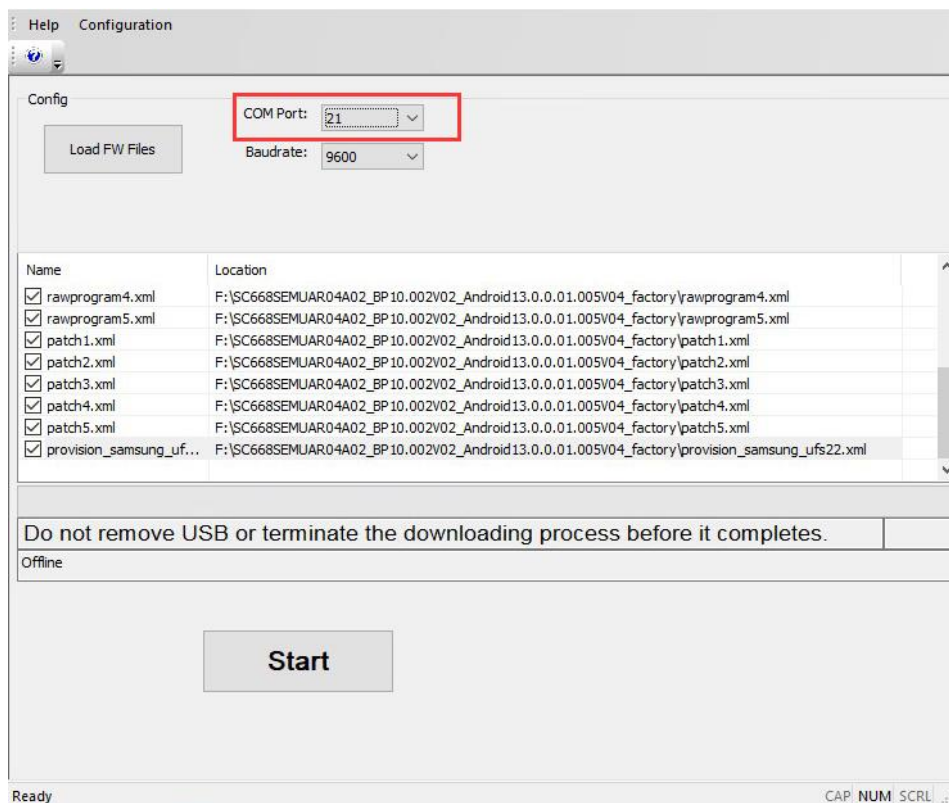 Help Configuration
Config
COM Port: 21
Load FW Files
Baudrate: 9600
Name Location
rawprogram4.xml F:\SC668SEMUAR04A02_BP10.002V02_Android13.0.0.01.005V04_factory\rawprogram4.xml
rawprogram5.xml F:\SC668SEMUAR04A02_BP10.002V02_Android13.0.0.01.005V04_factory\rawprogram5.xml
patch1.xml F:\SC668SEMUAR04A02_BP10.002V02_Android13.0.0.01.005V04_factory\patch1.xml
patch2.xml F:\SC668SEMUAR04A02_BP10.002V02_Android13.0.0.01.005V04_factory\patch2.xml
patch3.xml F:\SC668SEMUAR04A02_BP10.002V02_Android13.0.0.01.005V04_factory\patch3.xml
patch4.xml F:\SC668SEMUAR04A02_BP10.002V02_Android13.0.0.01.005V04_factory\patch4.xml
patch5.xml F:\SC668SEMUAR04A02_BP10.002V02_Android13.0.0.01.005V04_factory\patch5.xml
provision_samsung_uf... F:\SC668SEMUAR04A02_BP10.002V02_Android13.0.0.01.005V04_factory\provision_samsung_ufs22.xml
Do not remove USB or terminate the downloading process before it completes.
Offline
Start
Ready CAP NUM SCRL